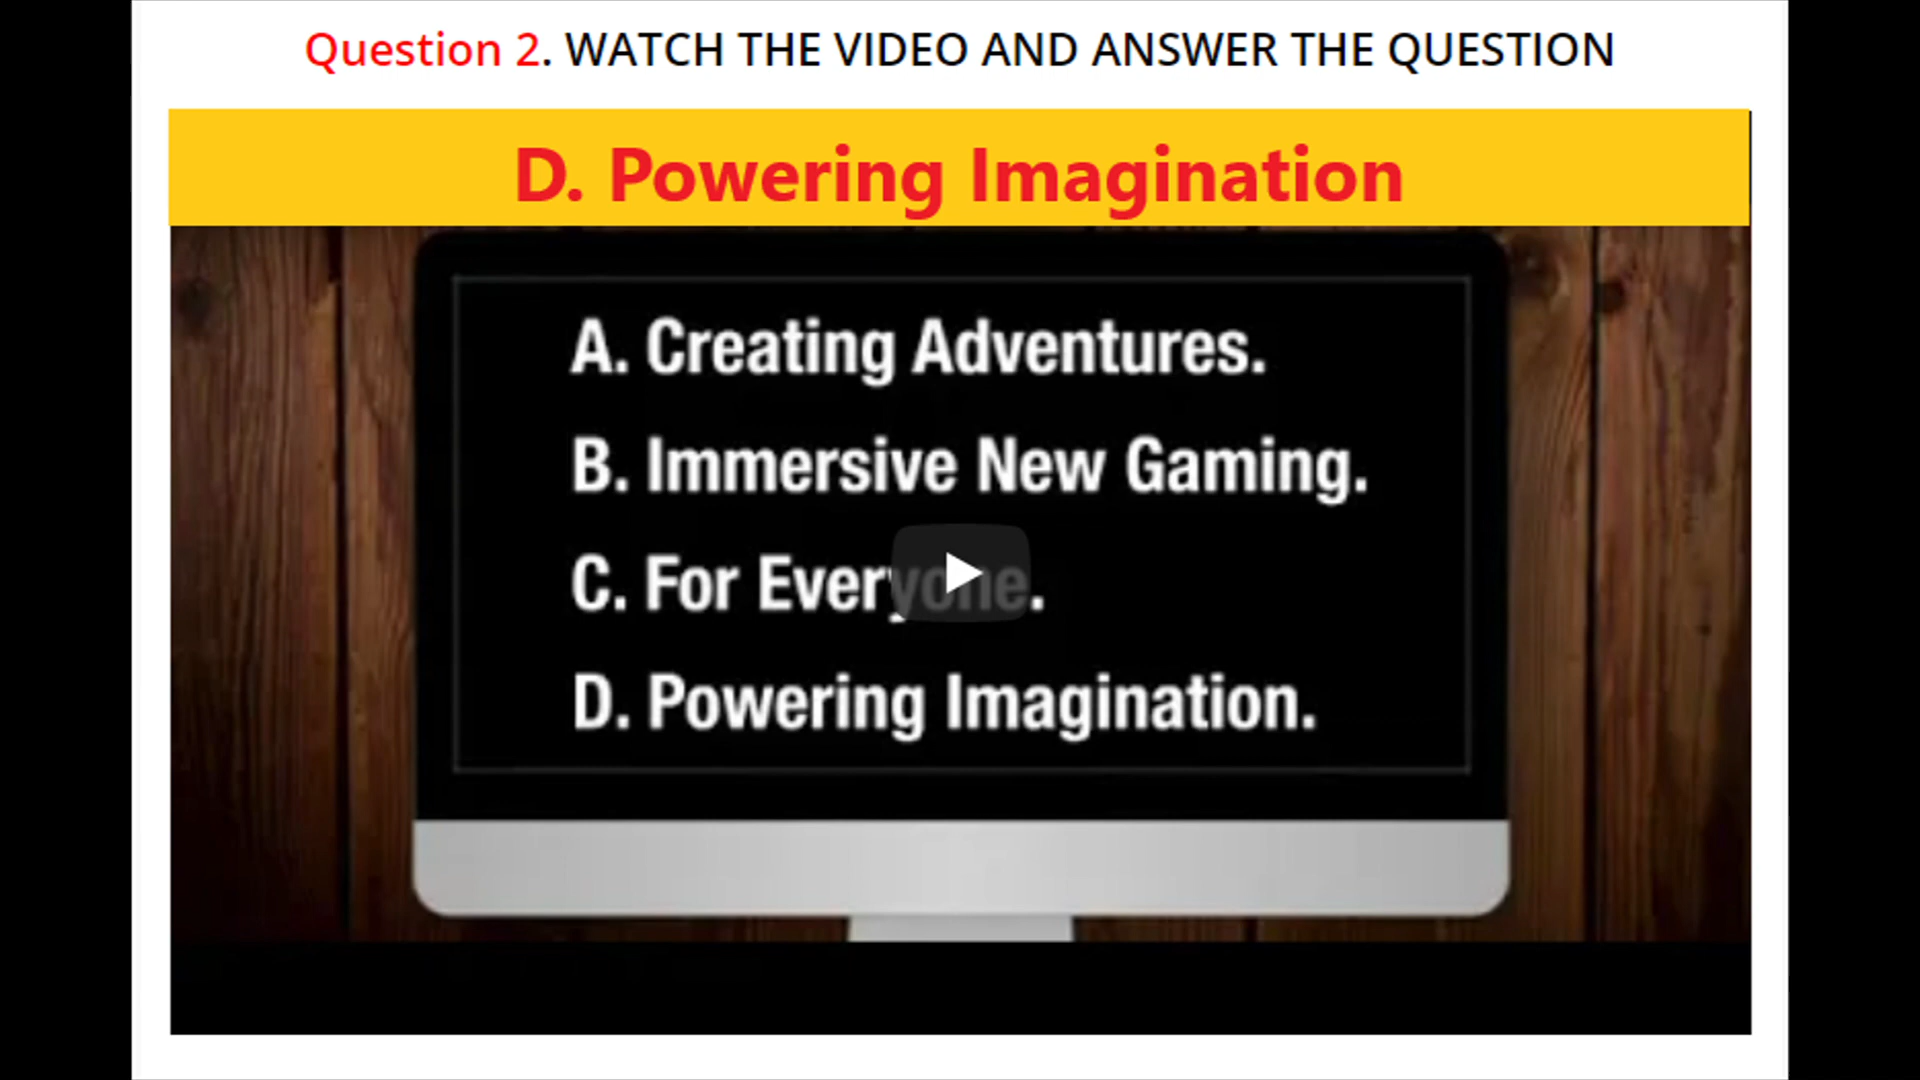 Question 2. WATCH THE VIDEO AND ANSWER THE QUESTION
D. Powering Imagination
A. Creating Adventures.
B. Immersive New Gaming.
C. For Everyone.
D. Powering Imagination.